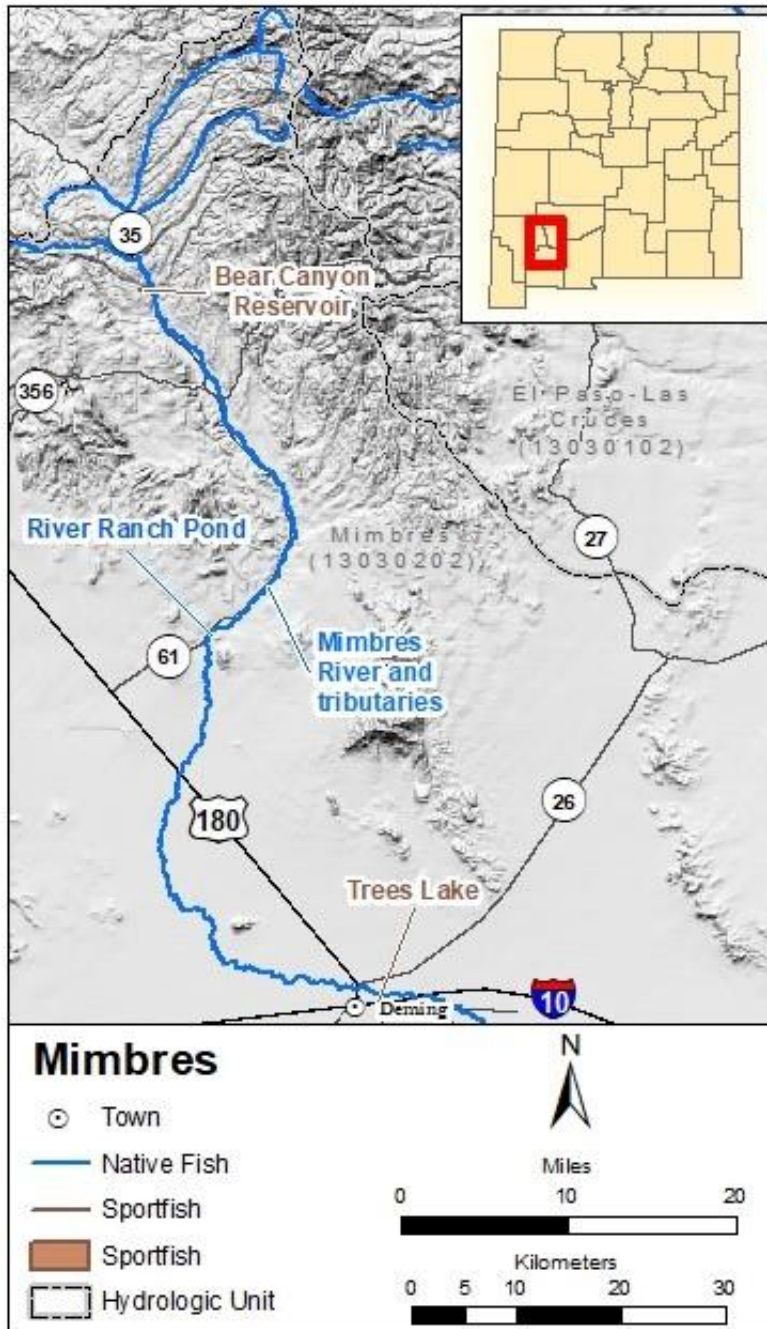 35
Bear Canyon
Reservoir
356
El Paso-Las
Cruces
(13030102)
River Ranch Pond
Mimbres
(13030202)
27
61
Mimbres
River and
tributaries
180
26
Trees Lake
10
Deming
Mimbres
Town
Native Fish
Sportfish
Sportfish
Hydrologic Unit
N
Miles
0 10 20
Kilometers
0 5 10 20 30